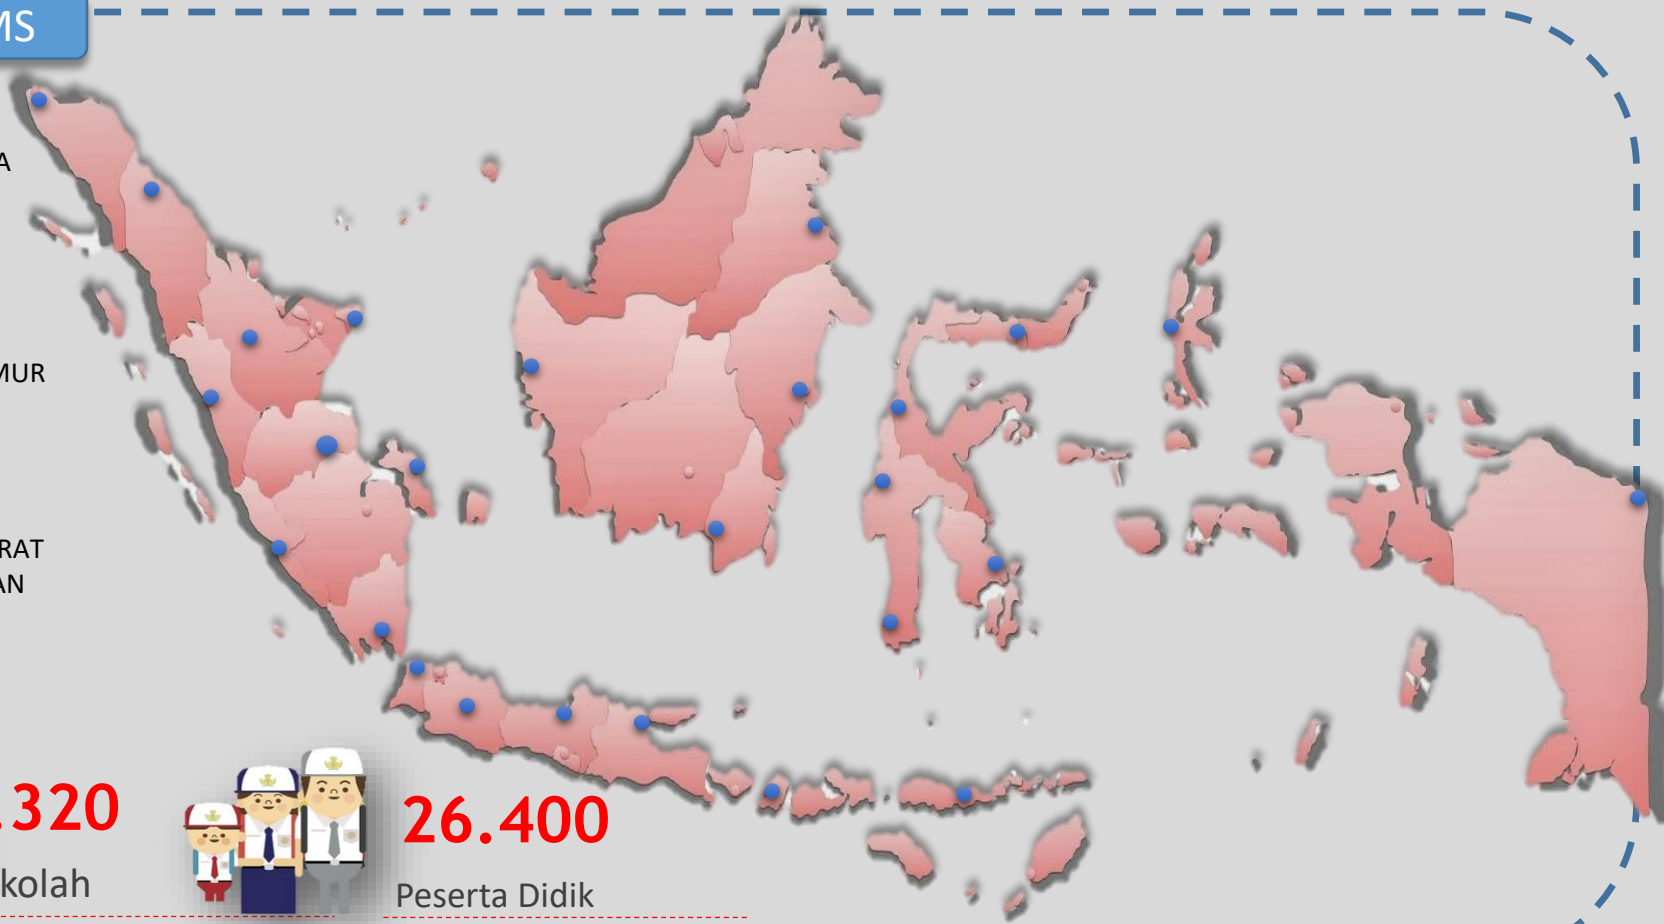 MS
A
MUR
RAT
AN
.320
kolah
26.400
Peserta Didik